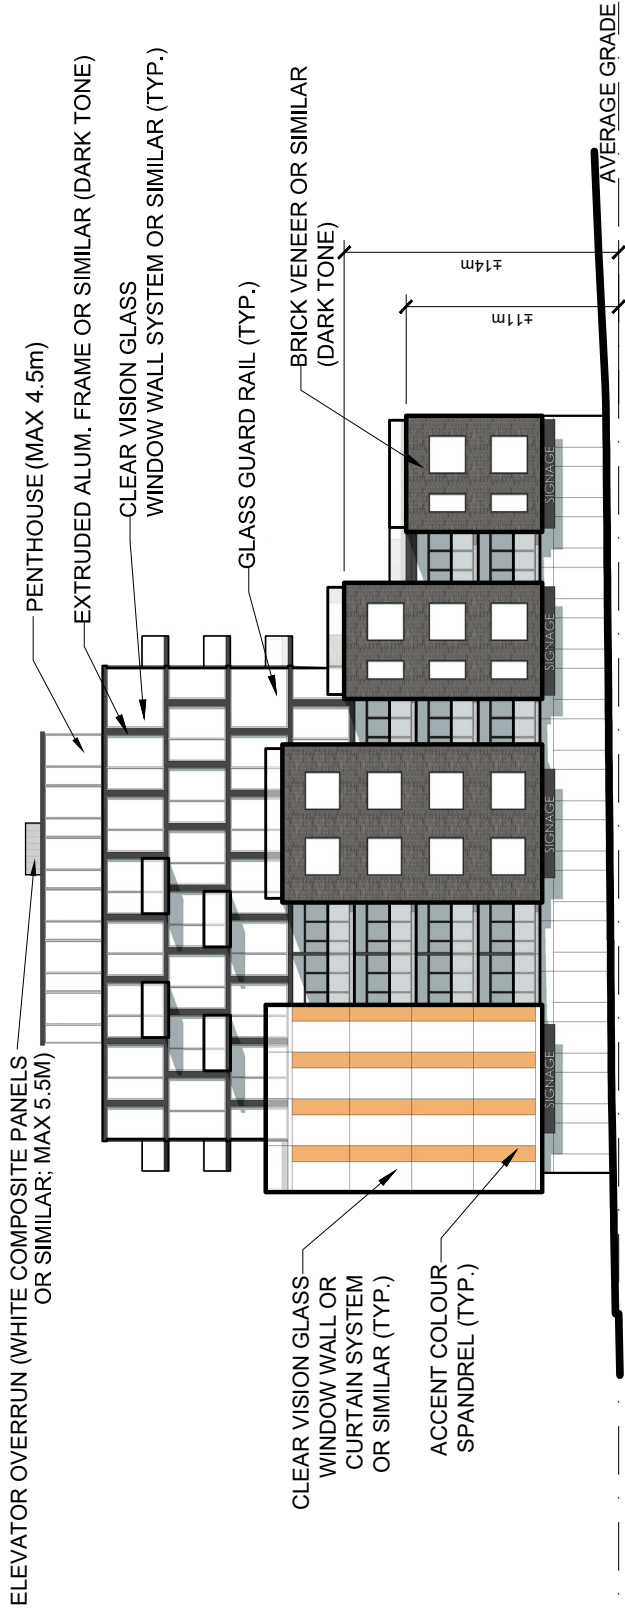 ELEVATOR OVERRUN (WHITE COMPOSITE PANELS
OR SIMILAR; MAX 5.5M)
PENTHOUSE (MAX 4.5m)
EXTRUDED ALUM. FRAME OR SIMILAR (DARK TONE)
CLEAR VISION GLASS
WINDOW WALL SYSTEM OR SIMILAR (TYP.)
GLASS GUARD RAIL (TYP.)
BRICK VENEER OR SIMILAR
(DARK TONE)
CLEAR VISION GLASS
WINDOW WALL OR
CURTAIN SYSTEM
OR SIMILAR (TYP.)
ACCENT COLOUR
SPANDREL (TYP.)
±14m
±11m
SIGNAGE
SIGNAGE
SIGNAGE
SIGNAGE
AVERAGE GRADE